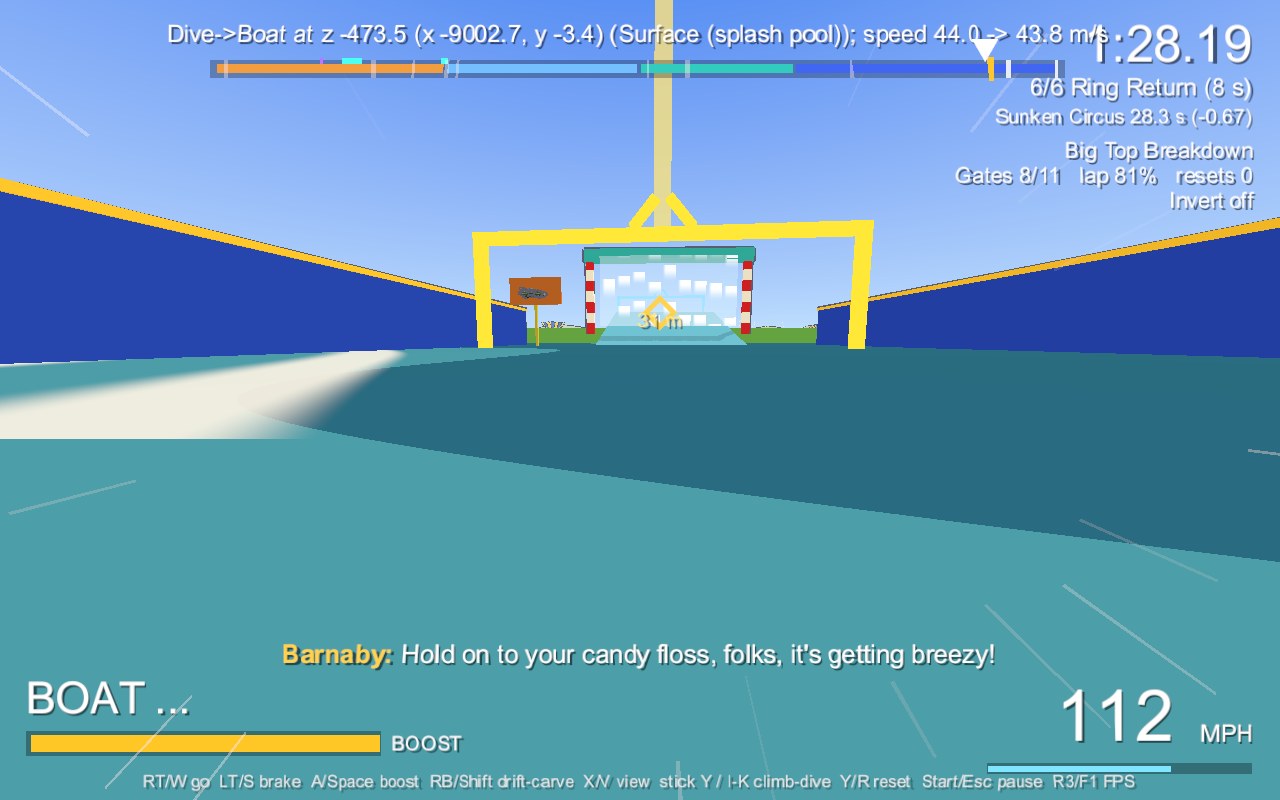 Dive->Boat at z -473.5 (x -9002.7, y -3.4) (Surface (splash pool)); speed 44.0 -> 43.8 m/s
1:28.19
6/6 Ring Return (8 s)
Sunken Circus 28.3 s (-0.67)
Big Top Breakdown
Gates 8/11 lap 81% resets 0
Invert off
31 m
Barnaby: Hold on to your candy floss, folks, it's getting breezy!
BOAT ...
BOOST
112 MPH
RT/W go LT/S brake A/Space boost RB/Shift drift-carve X/V view stick Y / I-K climb-dive Y/R reset Start/Esc pause R3/F1 FPS